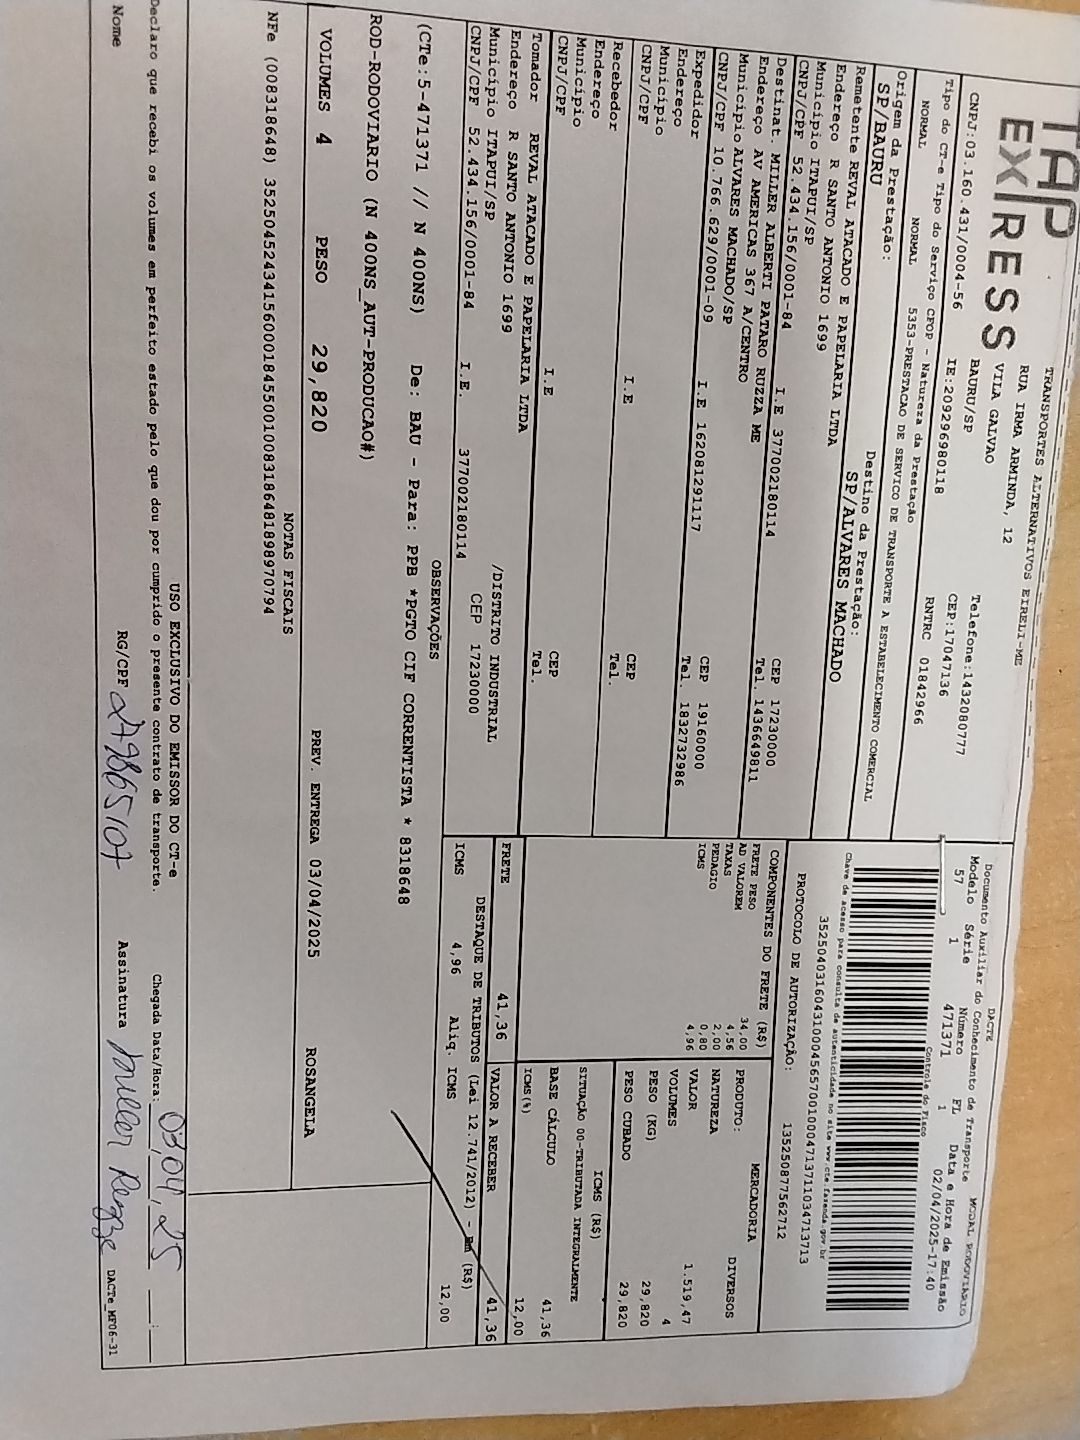 TAP
EX/RESS
TRANSPORTES ALTERNATIVOS EIRELI-ME
RUA IRMA ARMINDA, 12
VILA GALVAO
BAURU/SP
Telefone:1432080777
CEP:17047136
CNPJ:03.160.431/0004-56 IE:209296980118 RNTRC 01842966
Tipo do CT-e Tipo do Serviço CFOP - Natureza da Prestação
NORMAL NORMAL 5353-PRESTACAO DE SERVICO DE TRANSPORTE A ESTABELECIMENTO COMERCIAL
Origem da Prestação: Destino da Prestação:
SP/BAURU SP/ALVARES MACHADO
DACTE MODAL RODOVIÁRIO
Documento Auxiliar do Conhecimento de Transporte
Modelo Série Número FL Data e Hora de Emissão
57 1 471371 1 02/04/2025-17:40
Controle do Fisco
Chave de acesso para consulta de autenticidade no site www.cte.fazenda.gov.br
35250403160431000456570010004713711034713713
PROTOCOLO DE AUTORIZAÇÃO: 135250877562712
Remetente REVAL ATACADO E PAPELARIA LTDA
Endereço R SANTO ANTONIO 1699
Município ITAPUI/SP CEP 17230000
CNPJ/CPF 52.434.156/0001-84 I.E 377002180114 Tel. 1436649811
Destinat. MILLER ALBERTI PATARO RUZZA ME
Endereço AV AMERICAS 367 A/CENTRO
Município ALVARES MACHADO/SP CEP 19160000
CNPJ/CPF 10.766.629/0001-09 I.E 162081291117 Tel. 1832732986
Expedidor
Endereço
Município CEP
CNPJ/CPF I.E Tel.
Recebedor
Endereço
Município CEP
CNPJ/CPF I.E Tel.
Tomador REVAL ATACADO E PAPELARIA LTDA
Endereço R SANTO ANTONIO 1699 /DISTRITO INDUSTRIAL
Município ITAPUI/SP CEP 17230000
CNPJ/CPF 52.434.156/0001-84 I.E. 377002180114
COMPONENTES DO FRETE (R$)
FRETE PESO 34,00
AD VALOREM 4,56
TAXAS 2,00
PEDAGIO 0,80
ICMS 4,96
PRODUTO: MERCADORIA
NATUREZA DIVERSOS
VALOR 1.519,47
VOLUMES 4
PESO (KG) 29,820
PESO CUBADO 29,820
ICMS (R$)
SITUAÇÃO 00-TRIBUTADA INTEGRALMENTE
BASE CÁLCULO 41,36
ICMS(%) 12,00
FRETE 41,36 VALOR A RECEBER 41,36
DESTAQUE DE TRIBUTOS (Lei 12.741/2012) - Em (R$)
ICMS 4,96 Aliq. ICMS 12,00
OBSERVAÇÕES
(CTe:5-471371 // N 400NS) De: BAU - Para: PPB *PGTO CIF CORRENTISTA * 8318648
ROD-RODOVIARIO (N 400NS_AUT-PRODUCAO#)
VOLUMES 4 PESO 29,820 PREV. ENTREGA 03/04/2025 ROSANGELA
NOTAS FISCAIS
NFe (008318648) 35250452434156000184550010083186481898970794
USO EXCLUSIVO DO EMISSOR DO CT-e
Declaro que recebi os volumes em perfeito estado pelo que dou por cumprido o presente contrato de transporte. Chegada Data/Hora: 03,04,25 :
Nome RG/CPF 279865107 Assinatura Miller Ruzze DACTe_MF06-31